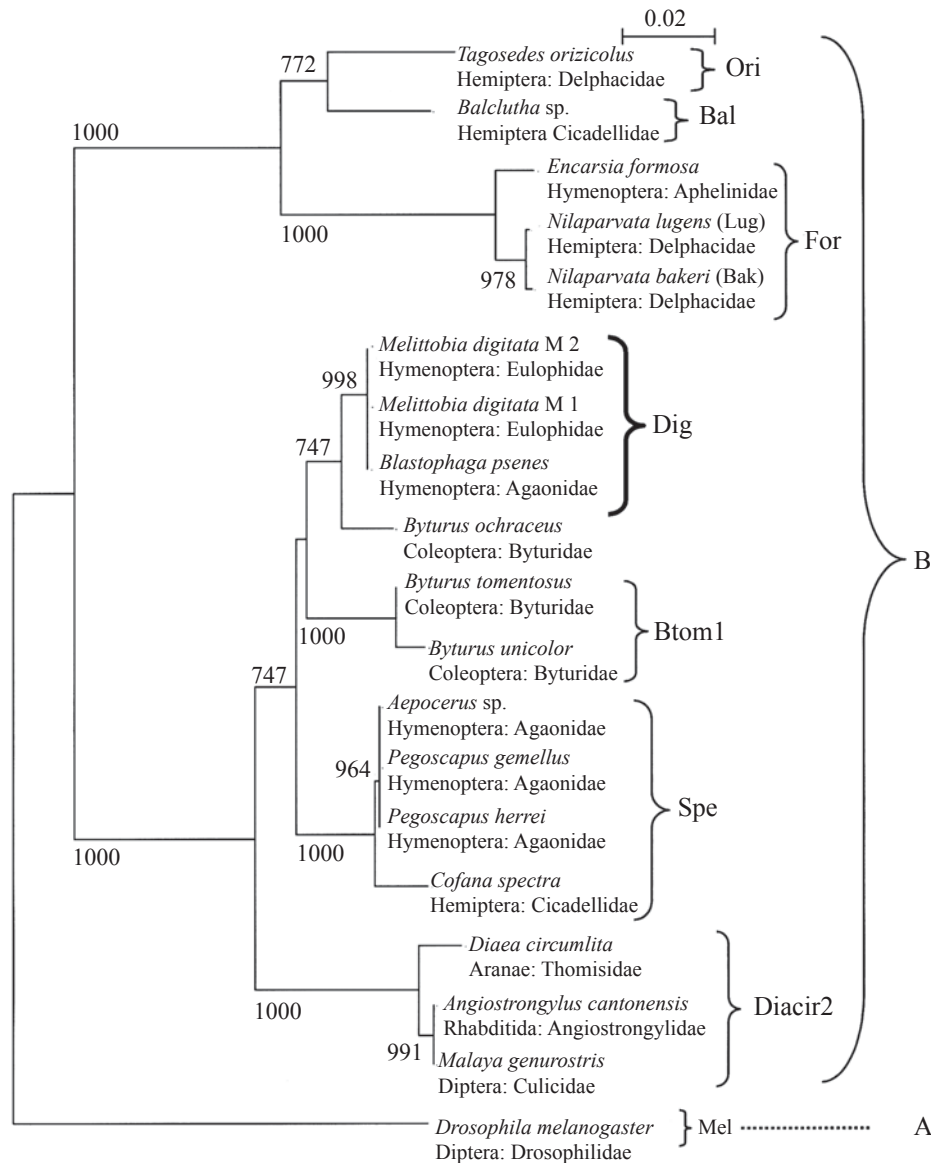 0.02
772
Tagosedes orizicolus
Hemiptera: Delphacidae
Ori
Balclutha sp.
Hemiptera Cicadellidae
Bal
1000
Encarsia formosa
Hymenoptera: Aphelinidae
Nilaparvata lugens (Lug)
Hemiptera: Delphacidae
For
1000
978
Nilaparvata bakeri (Bak)
Hemiptera: Delphacidae
Melittobia digitata M 2
Hymenoptera: Eulophidae
998
Melittobia digitata M 1
Hymenoptera: Eulophidae
Dig
747
Blastophaga psenes
Hymenoptera: Agaonidae
Byturus ochraceus
Coleoptera: Byturidae
B
Byturus tomentosus
Coleoptera: Byturidae
Btom1
1000
Byturus unicolor
Coleoptera: Byturidae
747
Aepocerus sp.
Hymenoptera: Agaonidae
964
Pegoscapus gemellus
Hymenoptera: Agaonidae
Spe
Pegoscapus herrei
Hymenoptera: Agaonidae
1000
1000
Cofana spectra
Hemiptera: Cicadellidae
Diaea circumlita
Aranae: Thomisidae
1000
Angiostrongylus cantonensis
Rhabditida: Angiostrongylidae
Diacir2
991
Malaya genurostris
Diptera: Culicidae
Drosophila melanogaster
Diptera: Drosophilidae
Mel
A